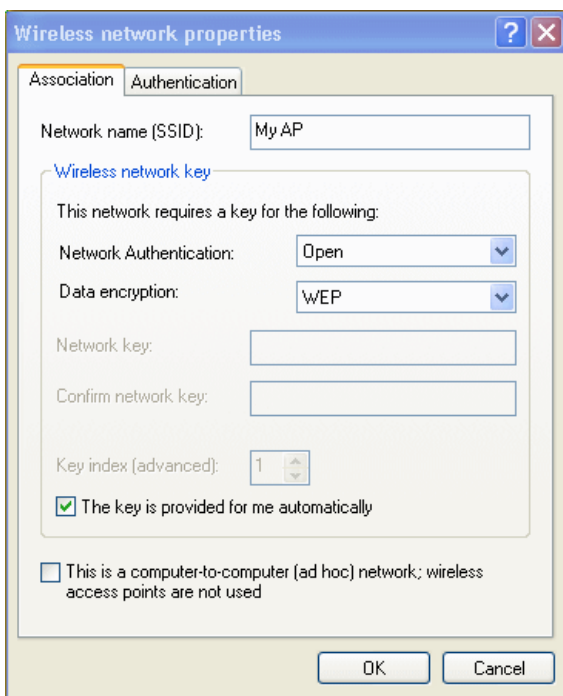 Wireless network properties
Association Authentication
Network name (SSID): My AP
Wireless network key
This network requires a key for the following:
Network Authentication: Open
Data encryption: WEP
Network key:
Confirm network key:
Key index (advanced): 1
The key is provided for me automatically
This is a computer-to-computer (ad hoc) network; wireless
access points are not used
OK Cancel